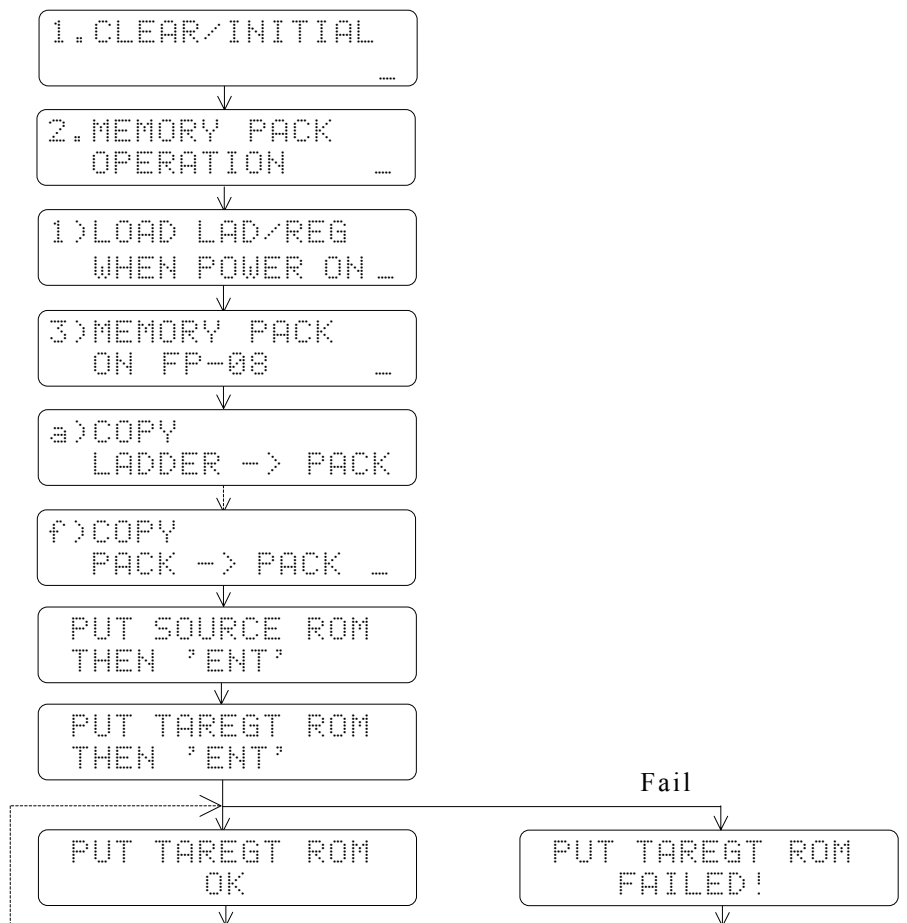 1.CLEAR/INITIAL
2.MEMORY PACK
OPERATION
1)LOAD LAD/REG
WHEN POWER ON
3)MEMORY PACK
ON FP-08
a)COPY
LADDER -> PACK
f)COPY
PACK -> PACK
PUT SOURCE ROM
THEN 'ENT'
PUT TAREGT ROM
THEN 'ENT'
Fail
PUT TAREGT ROM
OK
PUT TAREGT ROM
FAILED!